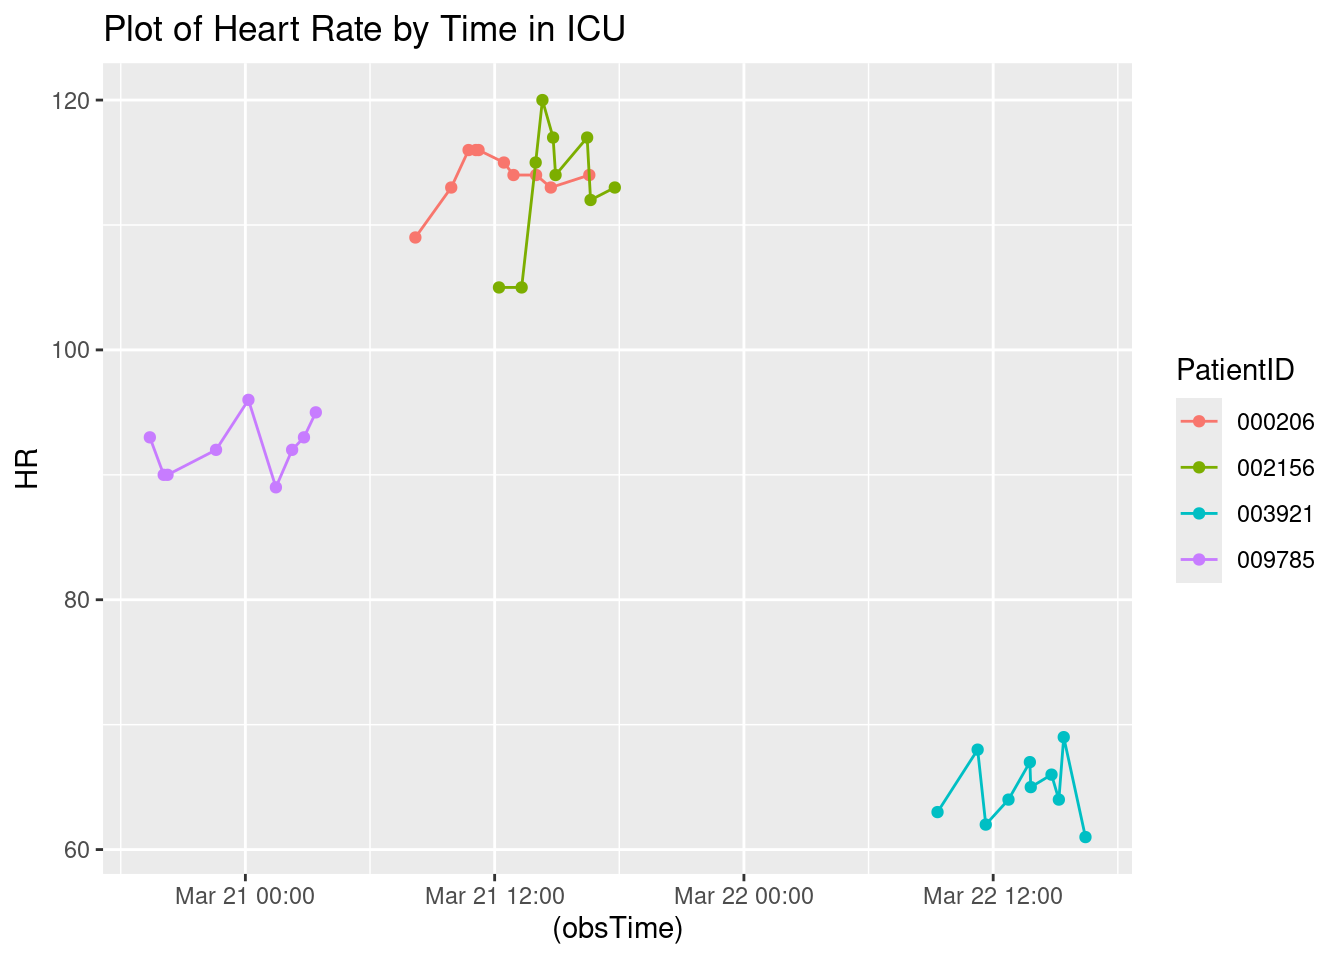 Plot of Heart Rate by Time in ICU
120
100
80
60
HR
Mar 21 00:00
Mar 21 12:00
Mar 22 00:00
Mar 22 12:00
(obsTime)
PatientID
000206
002156
003921
009785